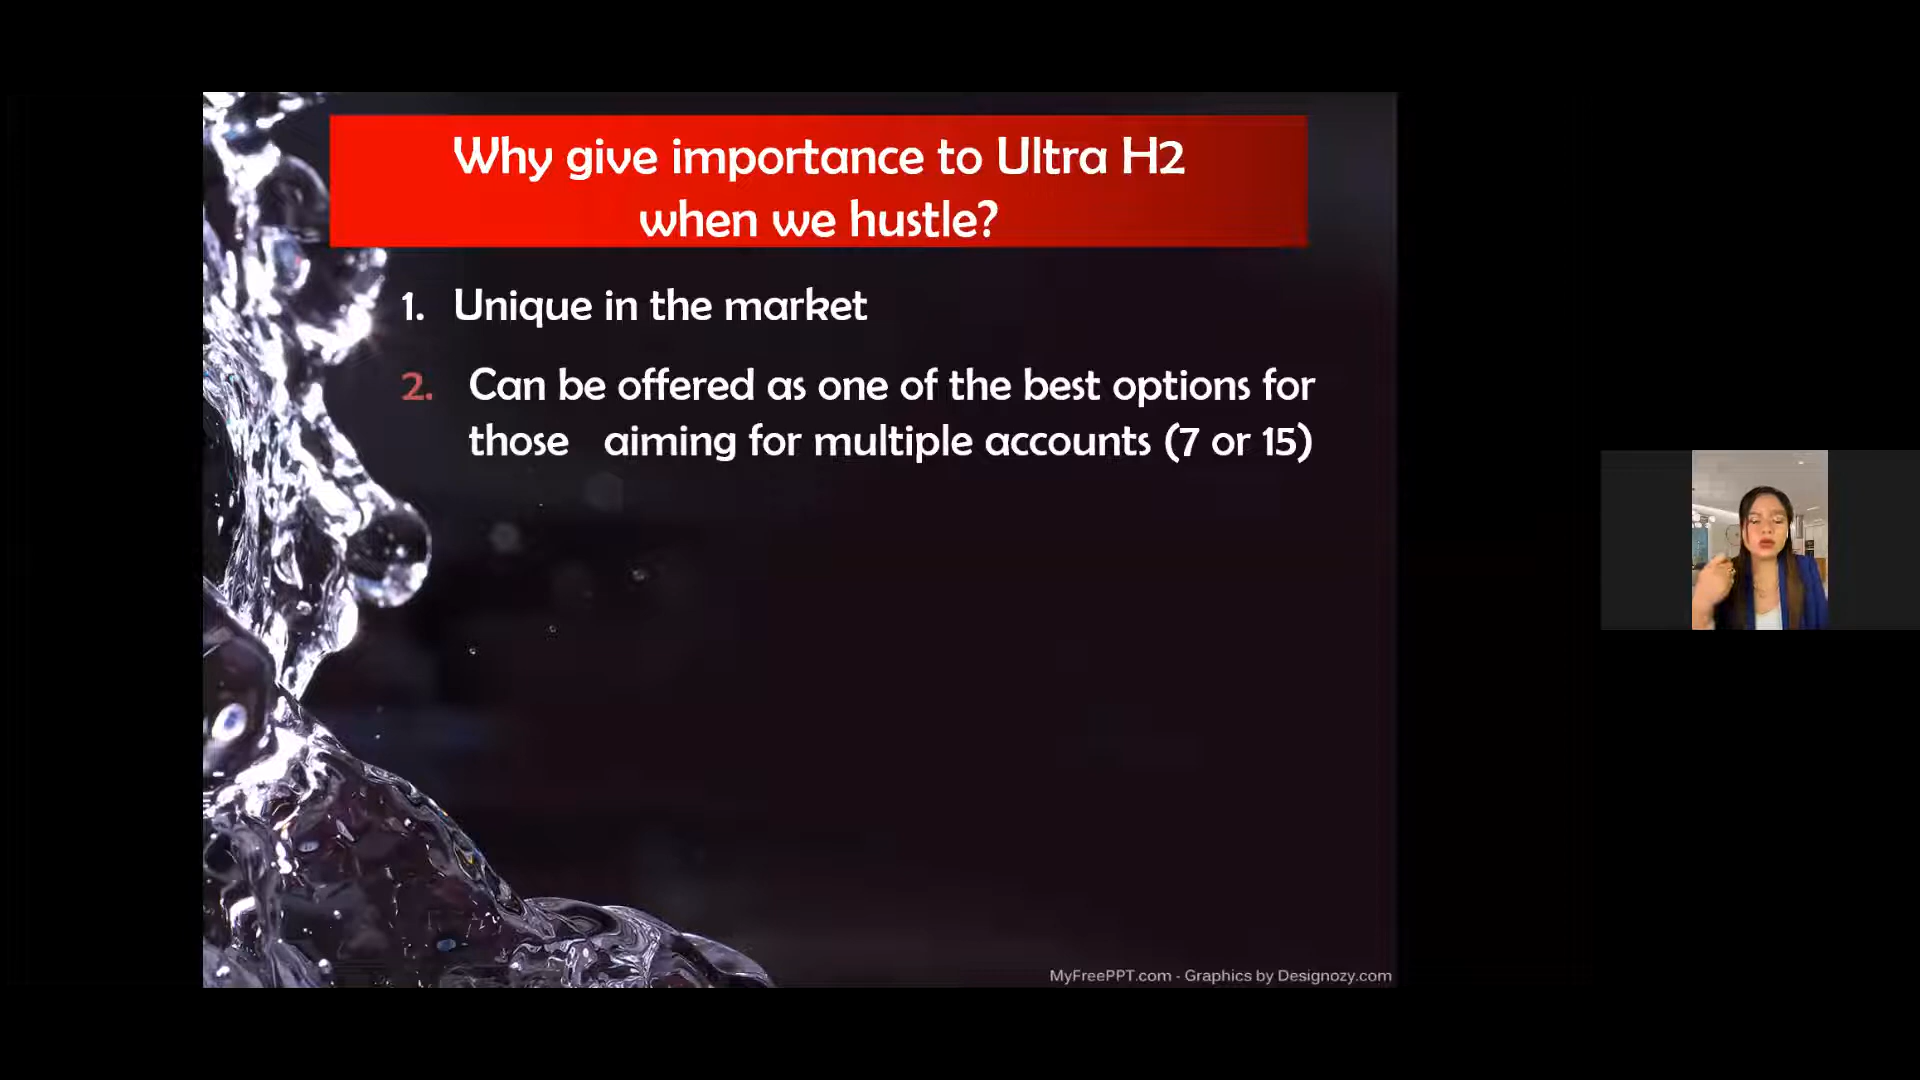 Why give importance to Ultra H2
when we hustle?
1. Unique in the market
2. Can be offered as one of the best options for
those aiming for multiple accounts (7 or 15)
MyFreePPT.com - Graphics by Designozy.com